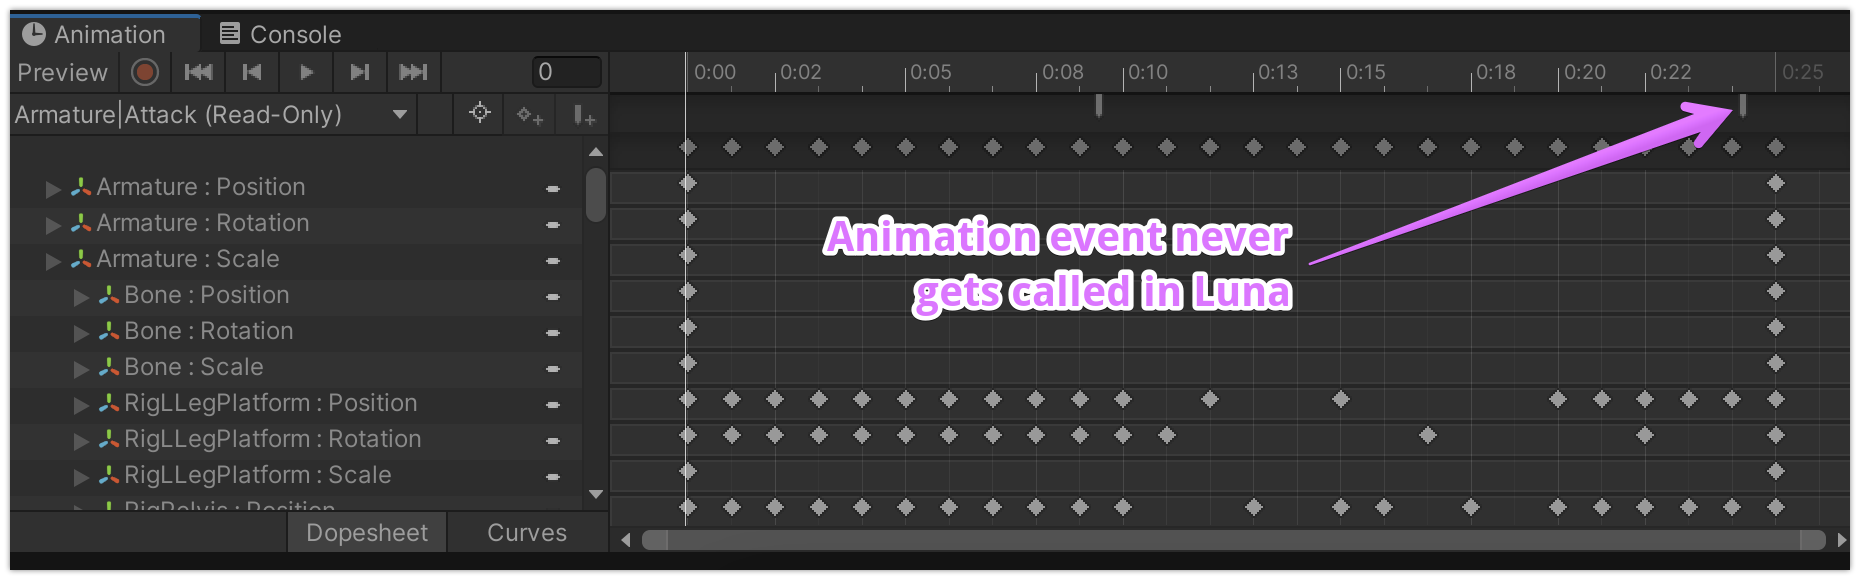 Animation Console
Preview 0 0:00 0:02 0:05 0:08 0:10 0:13 0:15 0:18 0:20 0:22 0:25
Armature|Attack (Read-Only)
Armature : Position
Armature : Rotation
Armature : Scale
Bone : Position
Bone : Rotation
Bone : Scale
RigLLegPlatform : Position
RigLLegPlatform : Rotation
RigLLegPlatform : Scale
RigPelvis : Position
Animation event never
gets called in Luna
Dopesheet Curves